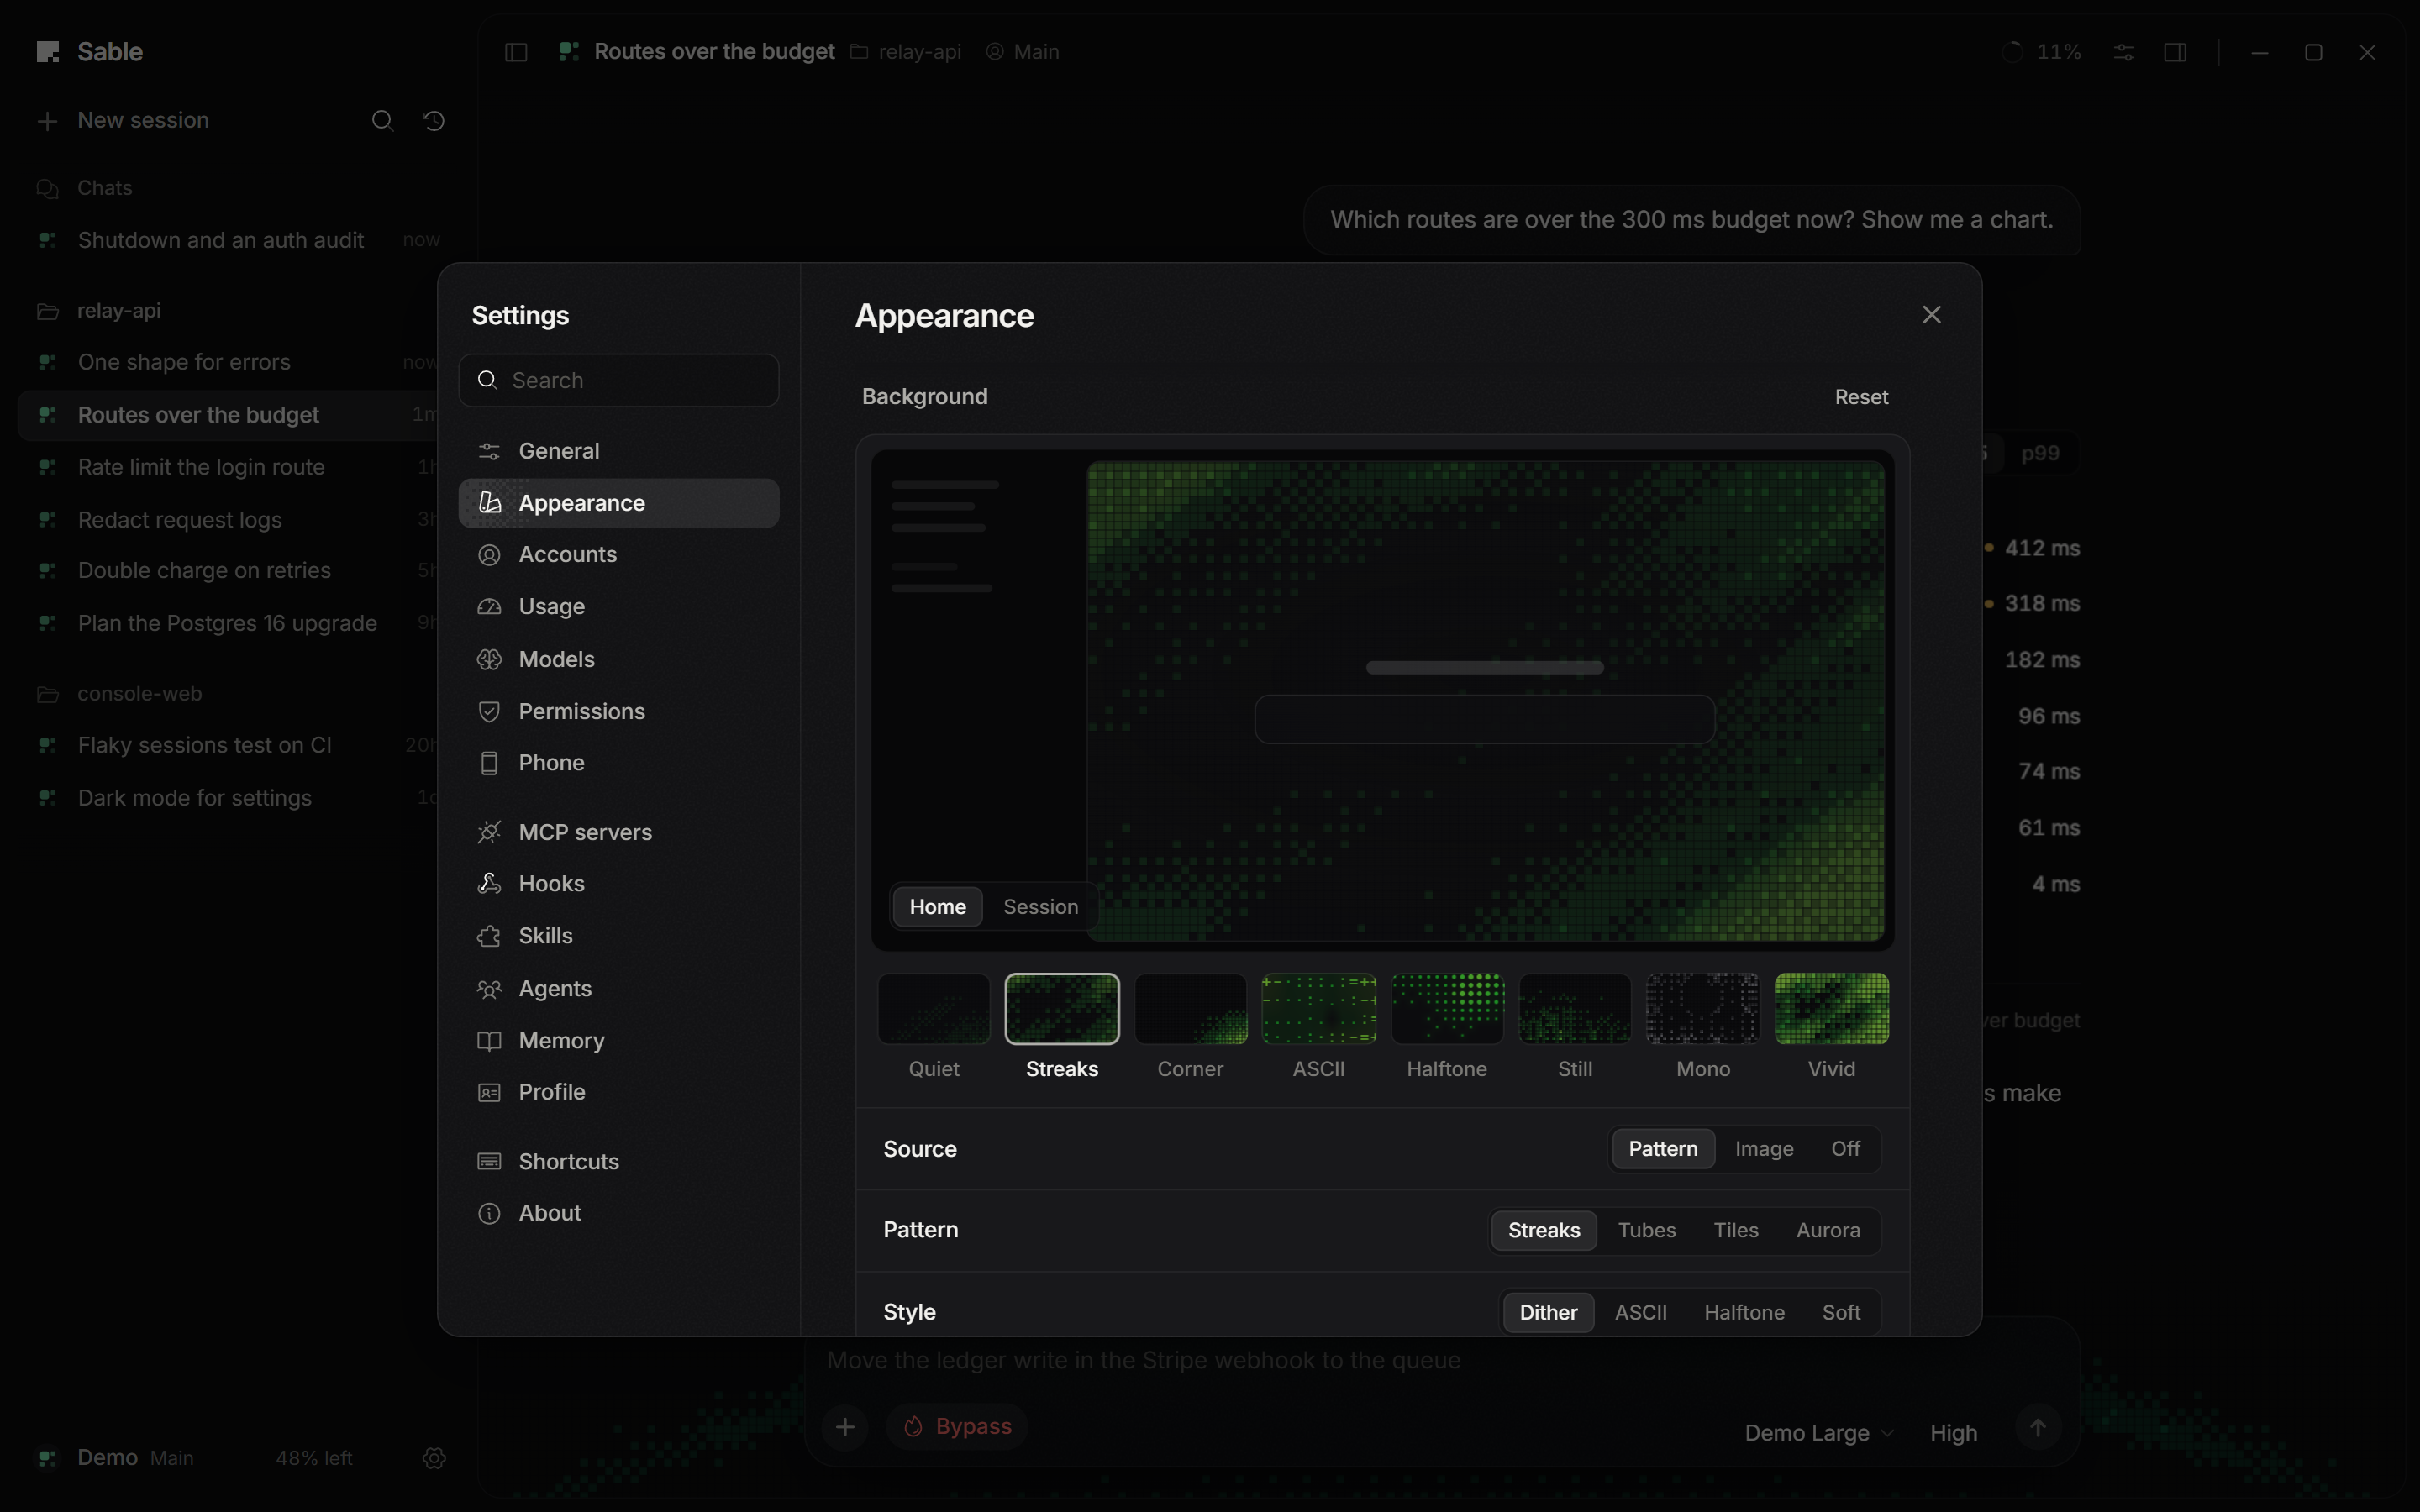 Sable
New session
Chats
Shutdown and an auth audit now
relay-api
One shape for errors now
Routes over the budget
Rate limit the login route
Redact request logs
Double charge on retries
Plan the Postgres 16 upgrade
console-web
Flaky sessions test on CI
Dark mode for settings
Demo Main 48% left
Routes over the budget relay-api Main 11%
Which routes are over the 300 ms budget now? Show me a chart.
p99
412 ms
318 ms
182 ms
96 ms
74 ms
61 ms
4 ms
budget
make
Settings
Search
General
Appearance
Accounts
Usage
Models
Permissions
Phone
MCP servers
Hooks
Skills
Agents
Memory
Profile
Shortcuts
About
Appearance
Background Reset
Home Session
Quiet Streaks Corner ASCII Halftone Still Mono Vivid
Source Pattern Image Off
Pattern Streaks Tubes Tiles Aurora
Style Dither ASCII Halftone Soft
Move the ledger write in the Stripe webhook to the queue
Bypass Demo Large High